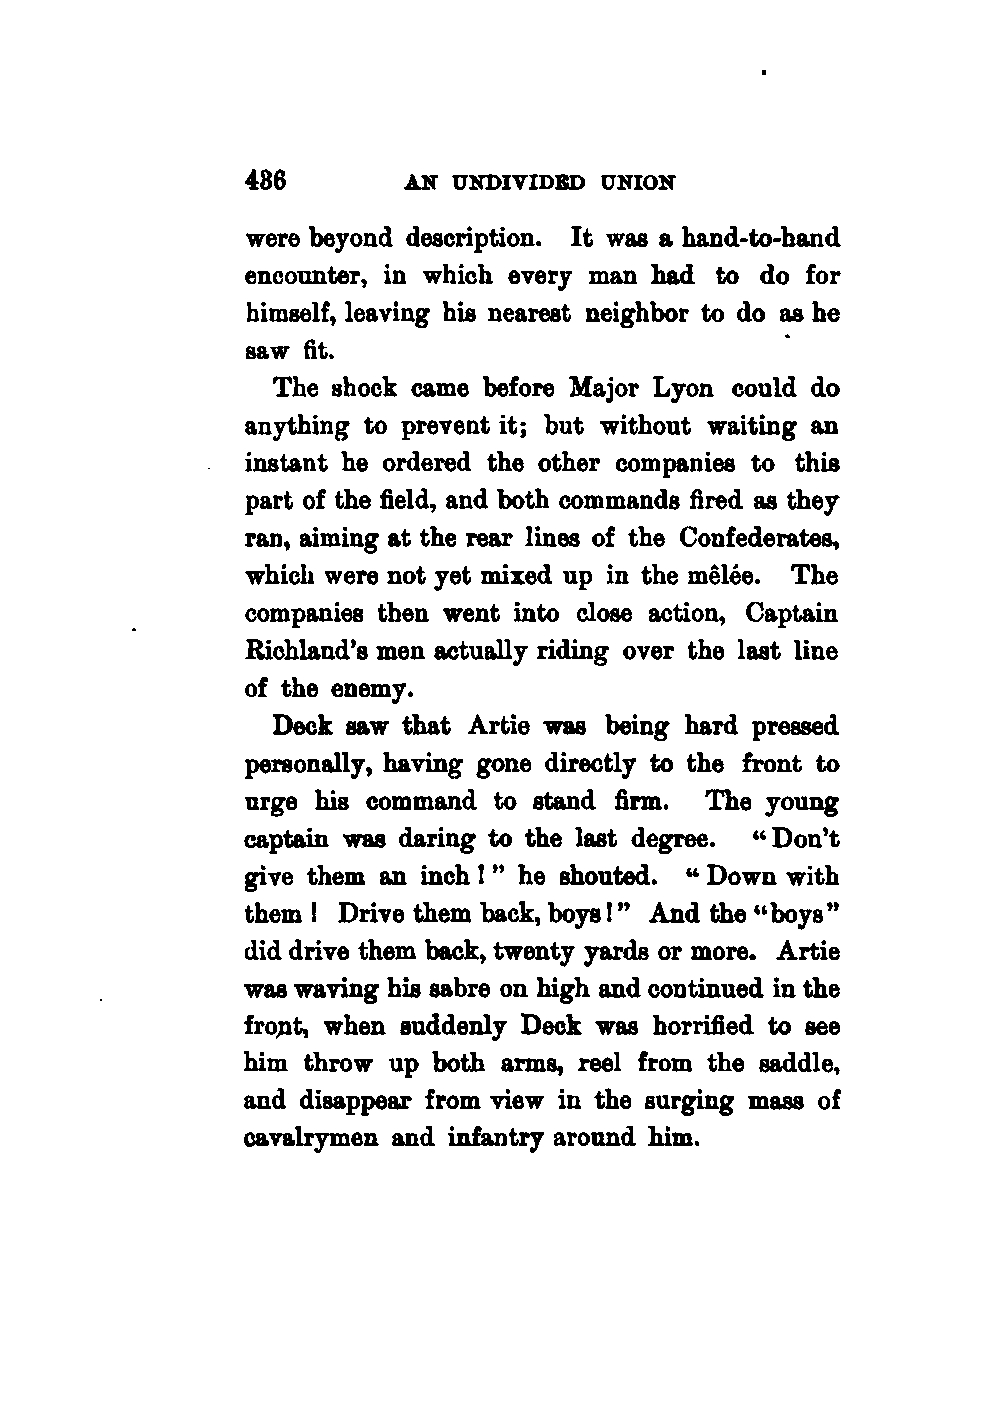 436 AN UNDIVIDED UNION
were beyond description. It was a hand-to-hand
encounter, in which every man had to do for
himself, leaving his nearest neighbor to do as he
saw fit.
The shock came before Major Lyon could do
anything to prevent it; but without waiting an
instant he ordered the other companies to this
part of the field, and both commands fired as they
ran, aiming at the rear lines of the Confederates,
which were not yet mixed up in the mêlée. The
companies then went into close action, Captain
Richland's men actually riding over the last line
of the enemy.
Deck saw that Artie was being hard pressed
personally, having gone directly to the front to
urge his command to stand firm. The young
captain was daring to the last degree. “Don't
give them an inch!” he shouted. “Down with
them! Drive them back, boys!” And the “boys”
did drive them back, twenty yards or more. Artie
was waving his sabre on high and continued in the
front, when suddenly Deck was horrified to see
him throw up both arms, reel from the saddle,
and disappear from view in the surging mass of
cavalrymen and infantry around him.